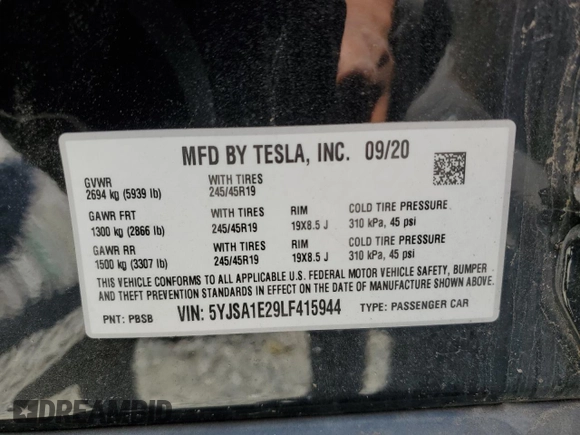 MFD BY TESLA, INC. 09/20
GVWR WITH TIRES
2694 kg (5939 lb) 245/45R19
GAWR FRT WITH TIRES RIM COLD TIRE PRESSURE
1300 kg (2866 lb) 245/45R19 19X8.5 J 310 kPa, 45 psi
GAWR RR WITH TIRES RIM COLD TIRE PRESSURE
1500 kg (3307 lb) 245/45R19 19X8.5 J 310 kPa, 45 psi
THIS VEHICLE CONFORMS TO ALL APPLICABLE U.S. FEDERAL MOTOR VEHICLE SAFETY, BUMPER
AND THEFT PREVENTION STANDARDS IN EFFECT ON THE DATE OF MANUFACTURE SHOWN ABOVE.
PNT: PBSB VIN: 5YJSA1E29LF415944 TYPE: PASSENGER CAR
DREAMBID